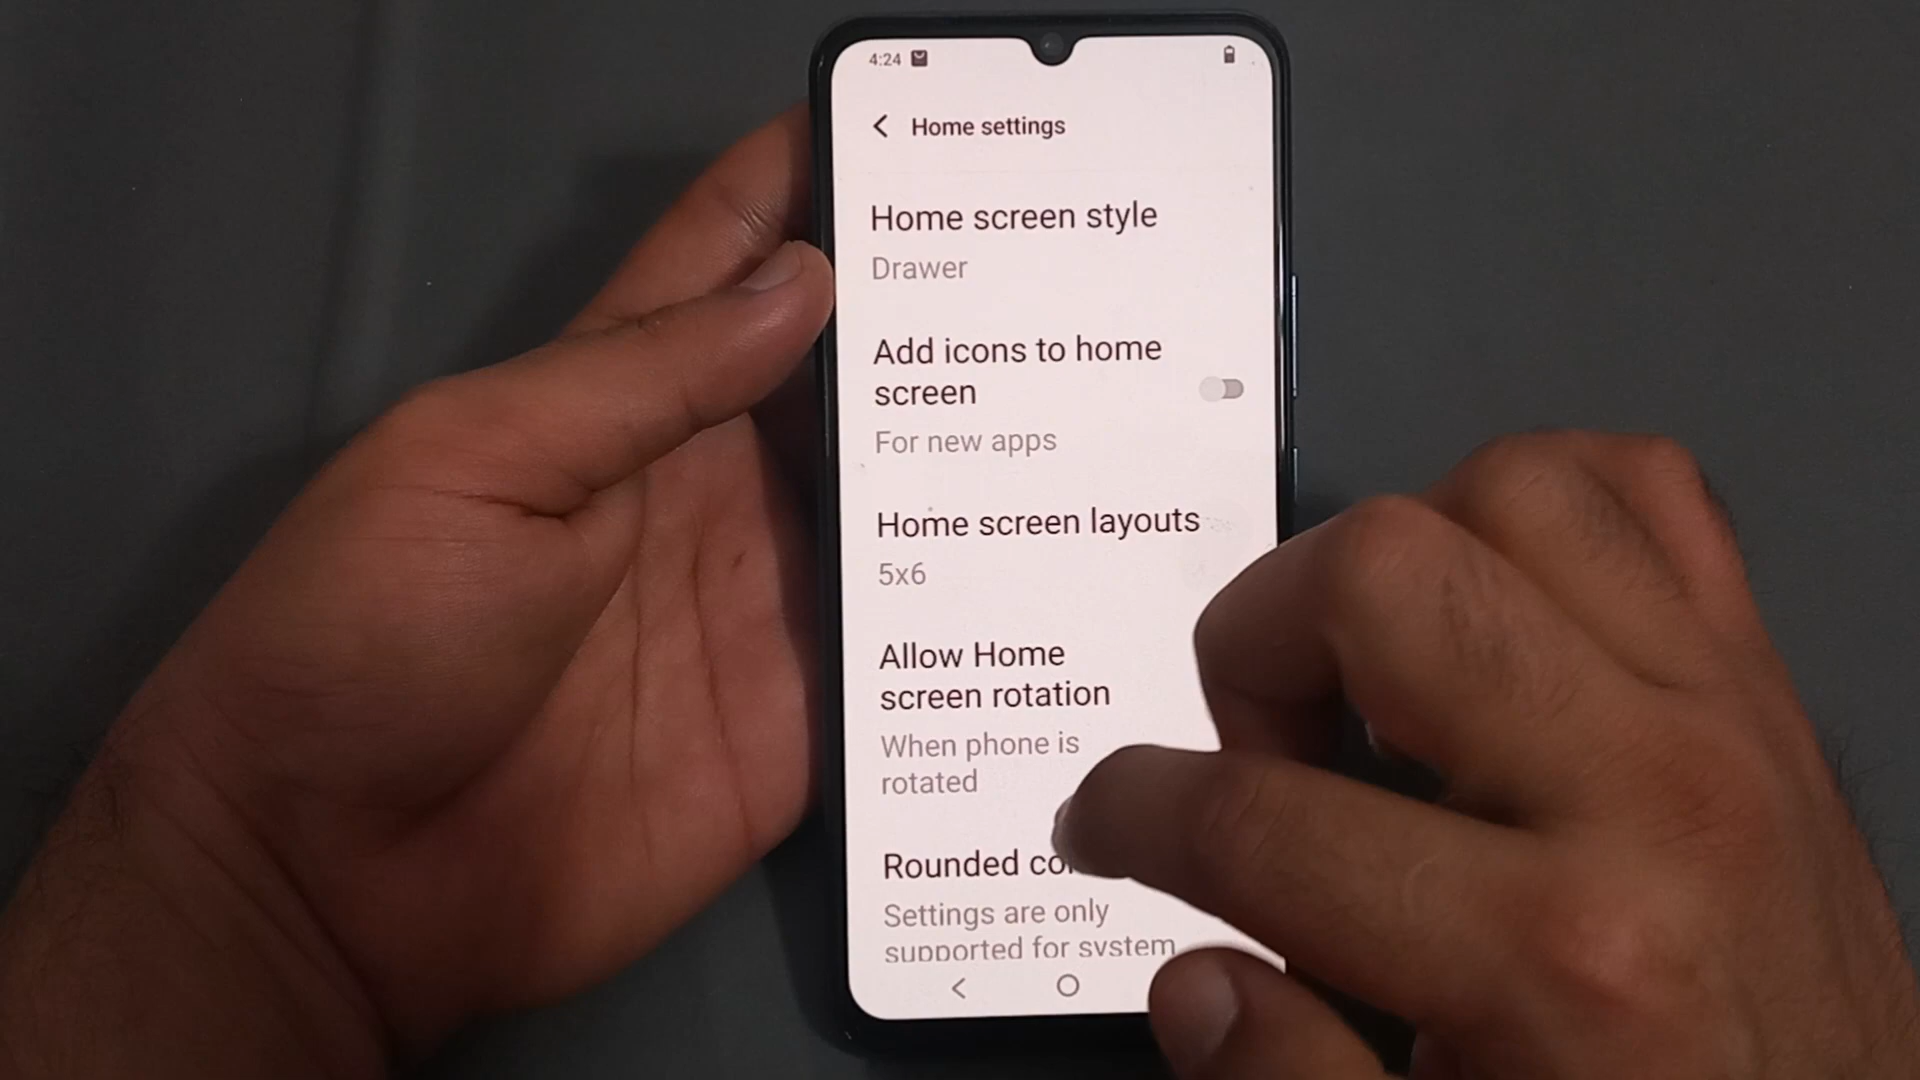 4:24
Home settings
Home screen style
Drawer
Add icons to home
screen
For new apps
Home screen layouts
5x6
Allow Home
screen rotation
When phone is
rotated
Rounded
Settings are only
supported for system